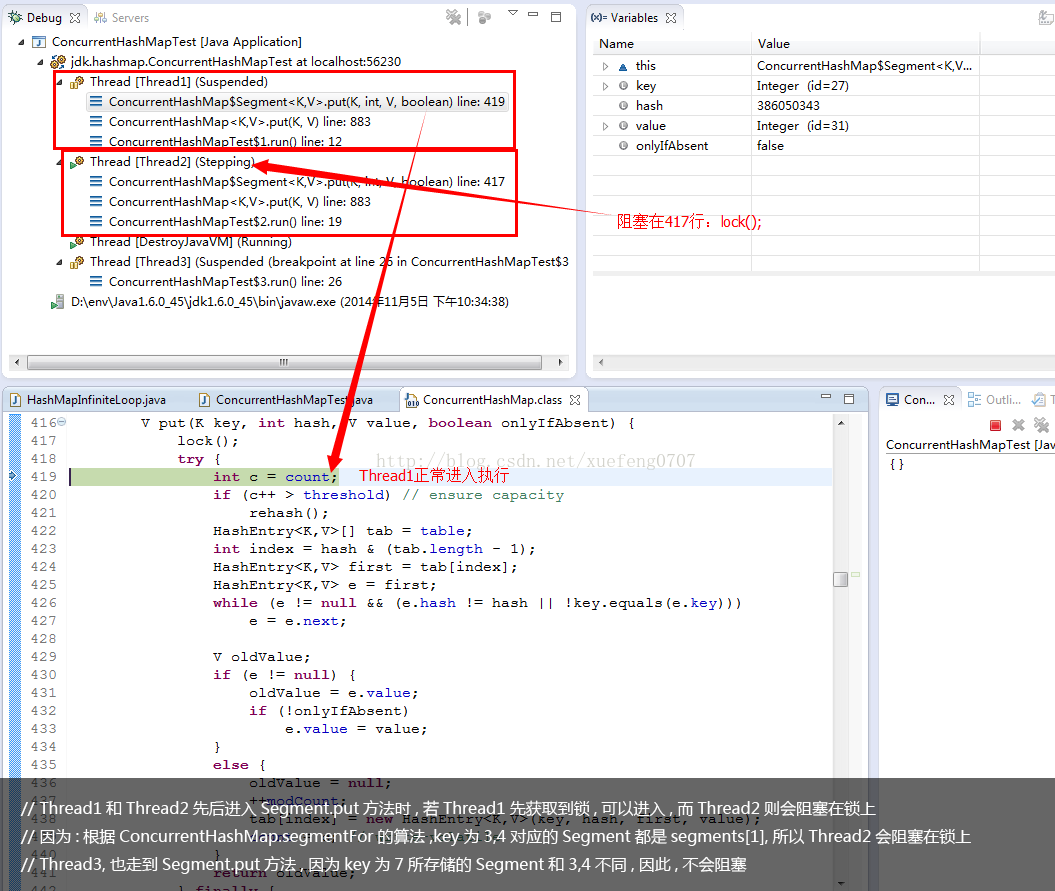 Debug Servers
ConcurrentHashMapTest [Java Application]
jdk.hashmap.ConcurrentHashMapTest at localhost:56230
Thread [Thread1] (Suspended)
ConcurrentHashMap$Segment<K,V>.put(K, int, V, boolean) line: 419
ConcurrentHashMap<K,V>.put(K, V) line: 883
ConcurrentHashMapTest$1.run() line: 12
Thread [Thread2] (Stepping)
ConcurrentHashMap$Segment<K,V>.put(K, int, V, boolean) line: 417
ConcurrentHashMap<K,V>.put(K, V) line: 883
ConcurrentHashMapTest$2.run() line: 19
Thread [DestroyJavaVM] (Running)
Thread [Thread3] (Suspended (breakpoint at line 26 in ConcurrentHashMapTest$3
ConcurrentHashMapTest$3.run() line: 26
D:\env\Java1.6.0_45\jdk1.6.0_45\bin\javaw.exe (2014年11月5日 下午10:34:38)
(x)= Variables
Name Value
this ConcurrentHashMap$Segment<K,V...
key Integer (id=27)
hash 386050343
value Integer (id=31)
onlyIfAbsent false
阻塞在417行：lock();
HashMapInfiniteLoop.java ConcurrentHashMapTest.java ConcurrentHashMap.class
416 V put(K key, int hash, V value, boolean onlyIfAbsent) {
417 lock();
418 try {
http://blog.csdn.net/xuefeng0707
419 int c = count; Thread1正常进入执行
420 if (c++ > threshold) // ensure capacity
421 rehash();
422 HashEntry<K,V>[] tab = table;
423 int index = hash & (tab.length - 1);
424 HashEntry<K,V> first = tab[index];
425 HashEntry<K,V> e = first;
426 while (e != null && (e.hash != hash || !key.equals(e.key)))
427 e = e.next;
428
429 V oldValue;
430 if (e != null) {
431 oldValue = e.value;
432 if (!onlyIfAbsent)
433 e.value = value;
434 }
435 else {
436 oldValue = null;
437 ++modCount;
438 tab[index] = new HashEntry<K,V>(key, hash, first, value);
440 }
441 return oldValue;
442 } finally {
Con... Outli... T
ConcurrentHashMapTest [Jav
{}
// Thread1 和 Thread2 先后进入 Segment.put 方法时 , 若 Thread1 先获取到锁 , 可以进入 , 而 Thread2 则会阻塞在锁上
// 因为 : 根据 ConcurrentHashMap.segmentFor 的算法 , key 为 3,4 对应的 Segment 都是 segments[1], 所以 Thread2 会阻塞在锁上
// Thread3, 也走到 Segment.put 方法 , 因为 key 为 7 所存储的 Segment 和 3,4 不同 , 因此 , 不会阻塞